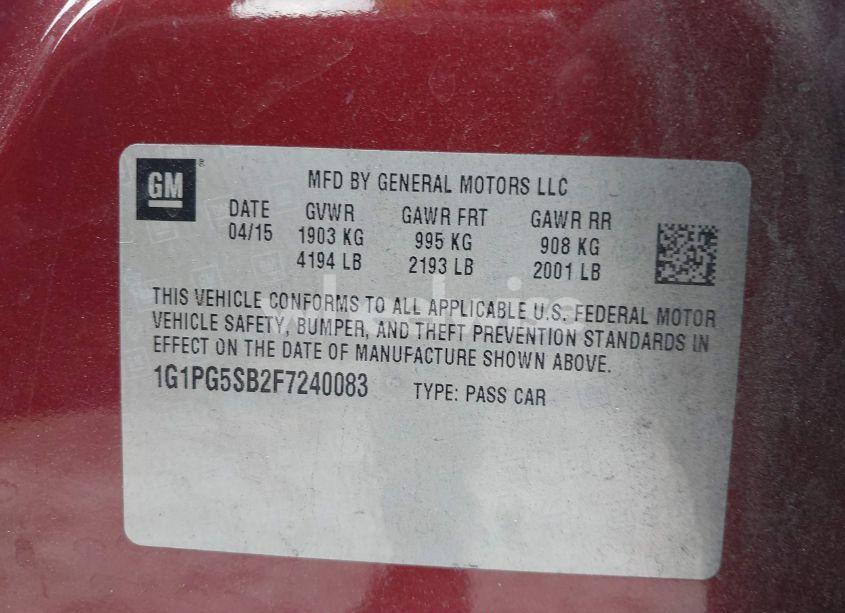 GM ®
MFD BY GENERAL MOTORS LLC
DATE GVWR GAWR FRT GAWR RR
04/15 1903 KG 995 KG 908 KG
4194 LB 2193 LB 2001 LB
THIS VEHICLE CONFORMS TO ALL APPLICABLE U.S. FEDERAL MOTOR
VEHICLE SAFETY, BUMPER, AND THEFT PREVENTION STANDARDS IN
EFFECT ON THE DATE OF MANUFACTURE SHOWN ABOVE.
1G1PG5SB2F7240083 TYPE: PASS CAR